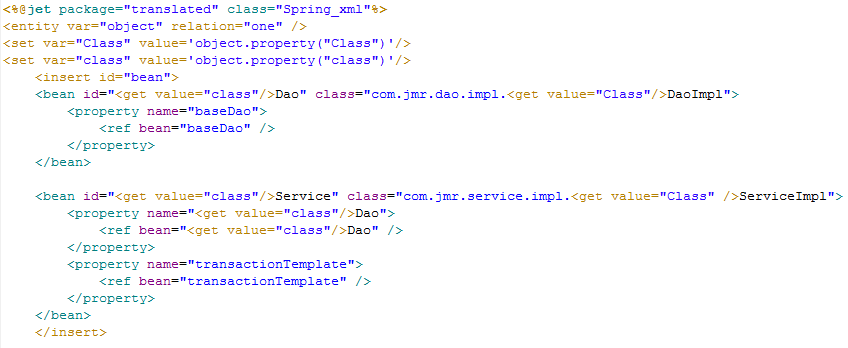 <%@jet package="translated" class="Spring_xml"%>
<entity var="object" relation="one" />
<set var="Class" value='object.property("Class")'/>
<set var="class" value='object.property("class")'/>
    <insert id="bean">
    <bean id="<get value="class"/>Dao" class="com.jmr.dao.impl.<get value="Class"/>DaoImpl">
        <property name="baseDao">
            <ref bean="baseDao" />
        </property>
    </bean>

    <bean id="<get value="class"/>Service" class="com.jmr.service.impl.<get value="Class" />ServiceImpl">
        <property name="<get value="class"/>Dao">
            <ref bean="<get value="class"/>Dao" />
        </property>
        <property name="transactionTemplate">
            <ref bean="transactionTemplate" />
        </property>
    </bean>
    </insert>